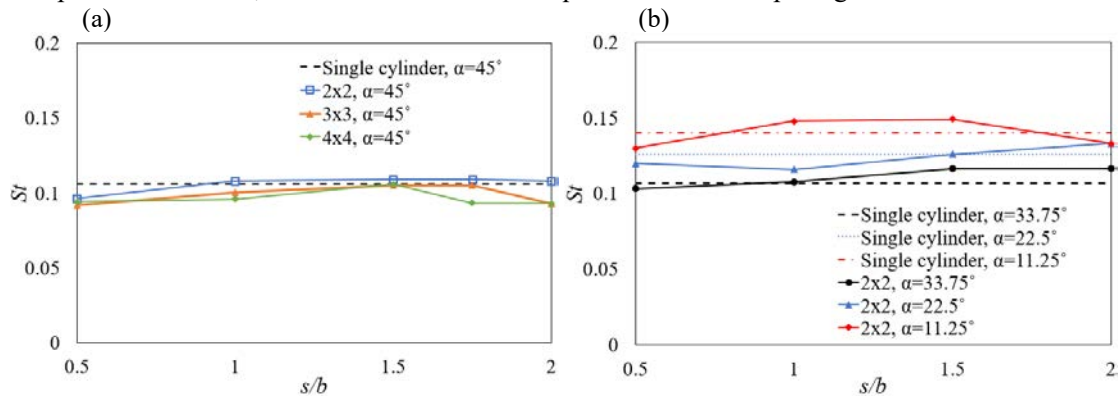 (a)
(b)
0.2
0.15
0.1
0.05
0
St
0.5
1
1.5
2
s/b
Single cylinder, α=45˚
2x2, α=45˚
3x3, α=45˚
4x4, α=45˚
0.2
0.15
0.1
0.05
0
St
0.5
1
1.5
2
s/b
Single cylinder, α=33.75˚
Single cylinder, α=22.5˚
Single cylinder, α=11.25˚
2x2, α=33.75˚
2x2, α=22.5˚
2x2, α=11.25˚